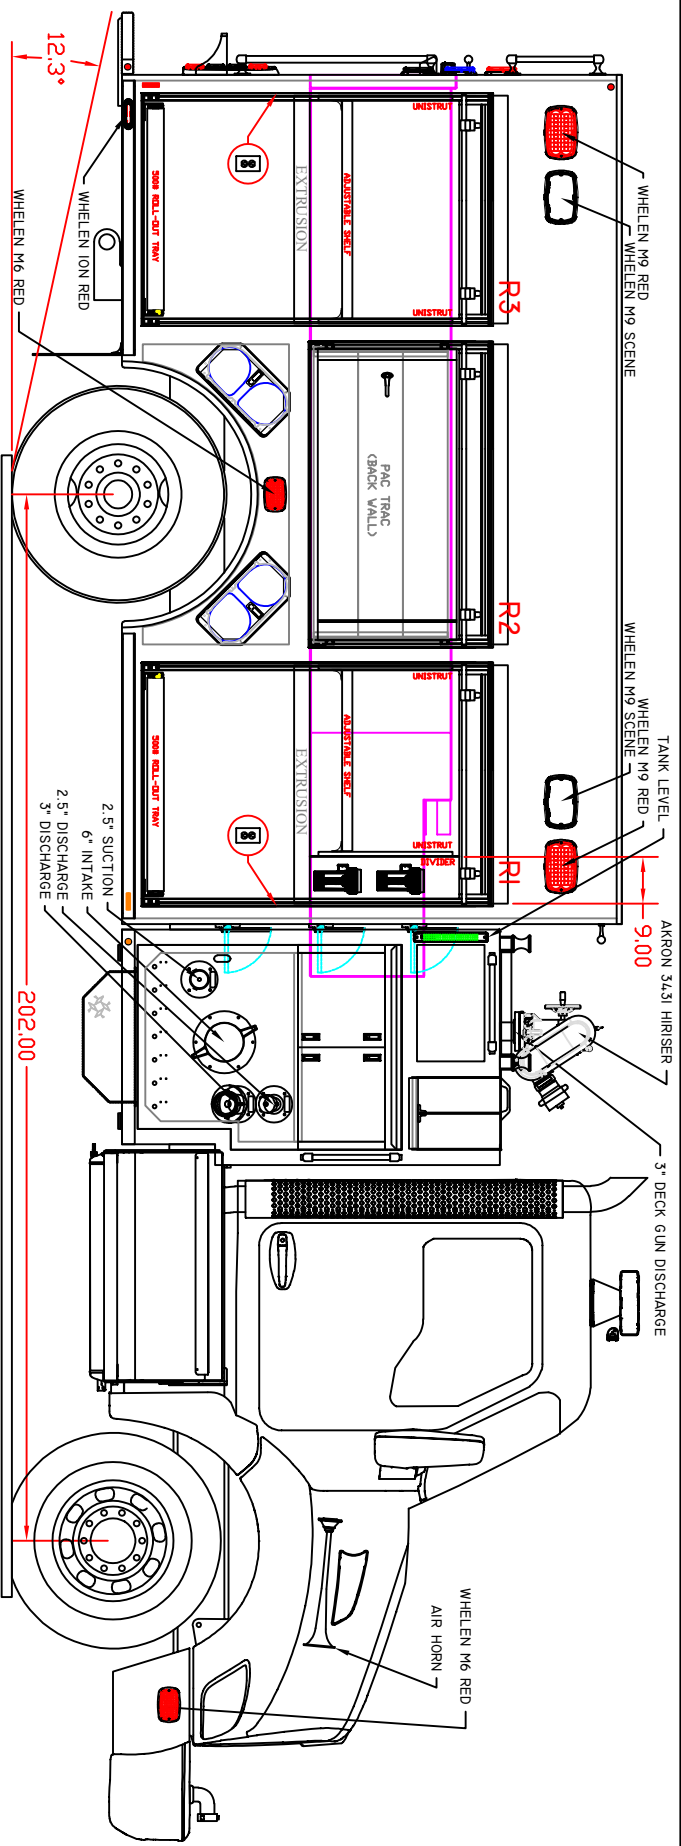 WHELEN M9 RED
WHELEN M9 SCENE
TANK LEVEL
WHELEN M9 RED
WHELEN M9 SCENE
AKRON 3431 HIRISER
3" DECK GUN DISCHARGE
9.00
R3
R2
R1
UNISTRUT
UNISTRUT
UNISTRUT
UNISTRUT
DIVIDER
ADJUSTABLE SHELF
ADJUSTABLE SHELF
PAC TRAC
(BACK WALL)
EXTRUSION
EXTRUSION
500# ROLL-OUT TRAY
500# ROLL-OUT TRAY
WHELEN M6 RED
AIR HORN
2.5" SUCTION
6" INTAKE
2.5" DISCHARGE
3" DISCHARGE
WHELEN ION RED
WHELEN M6 RED
12.3°
202.00